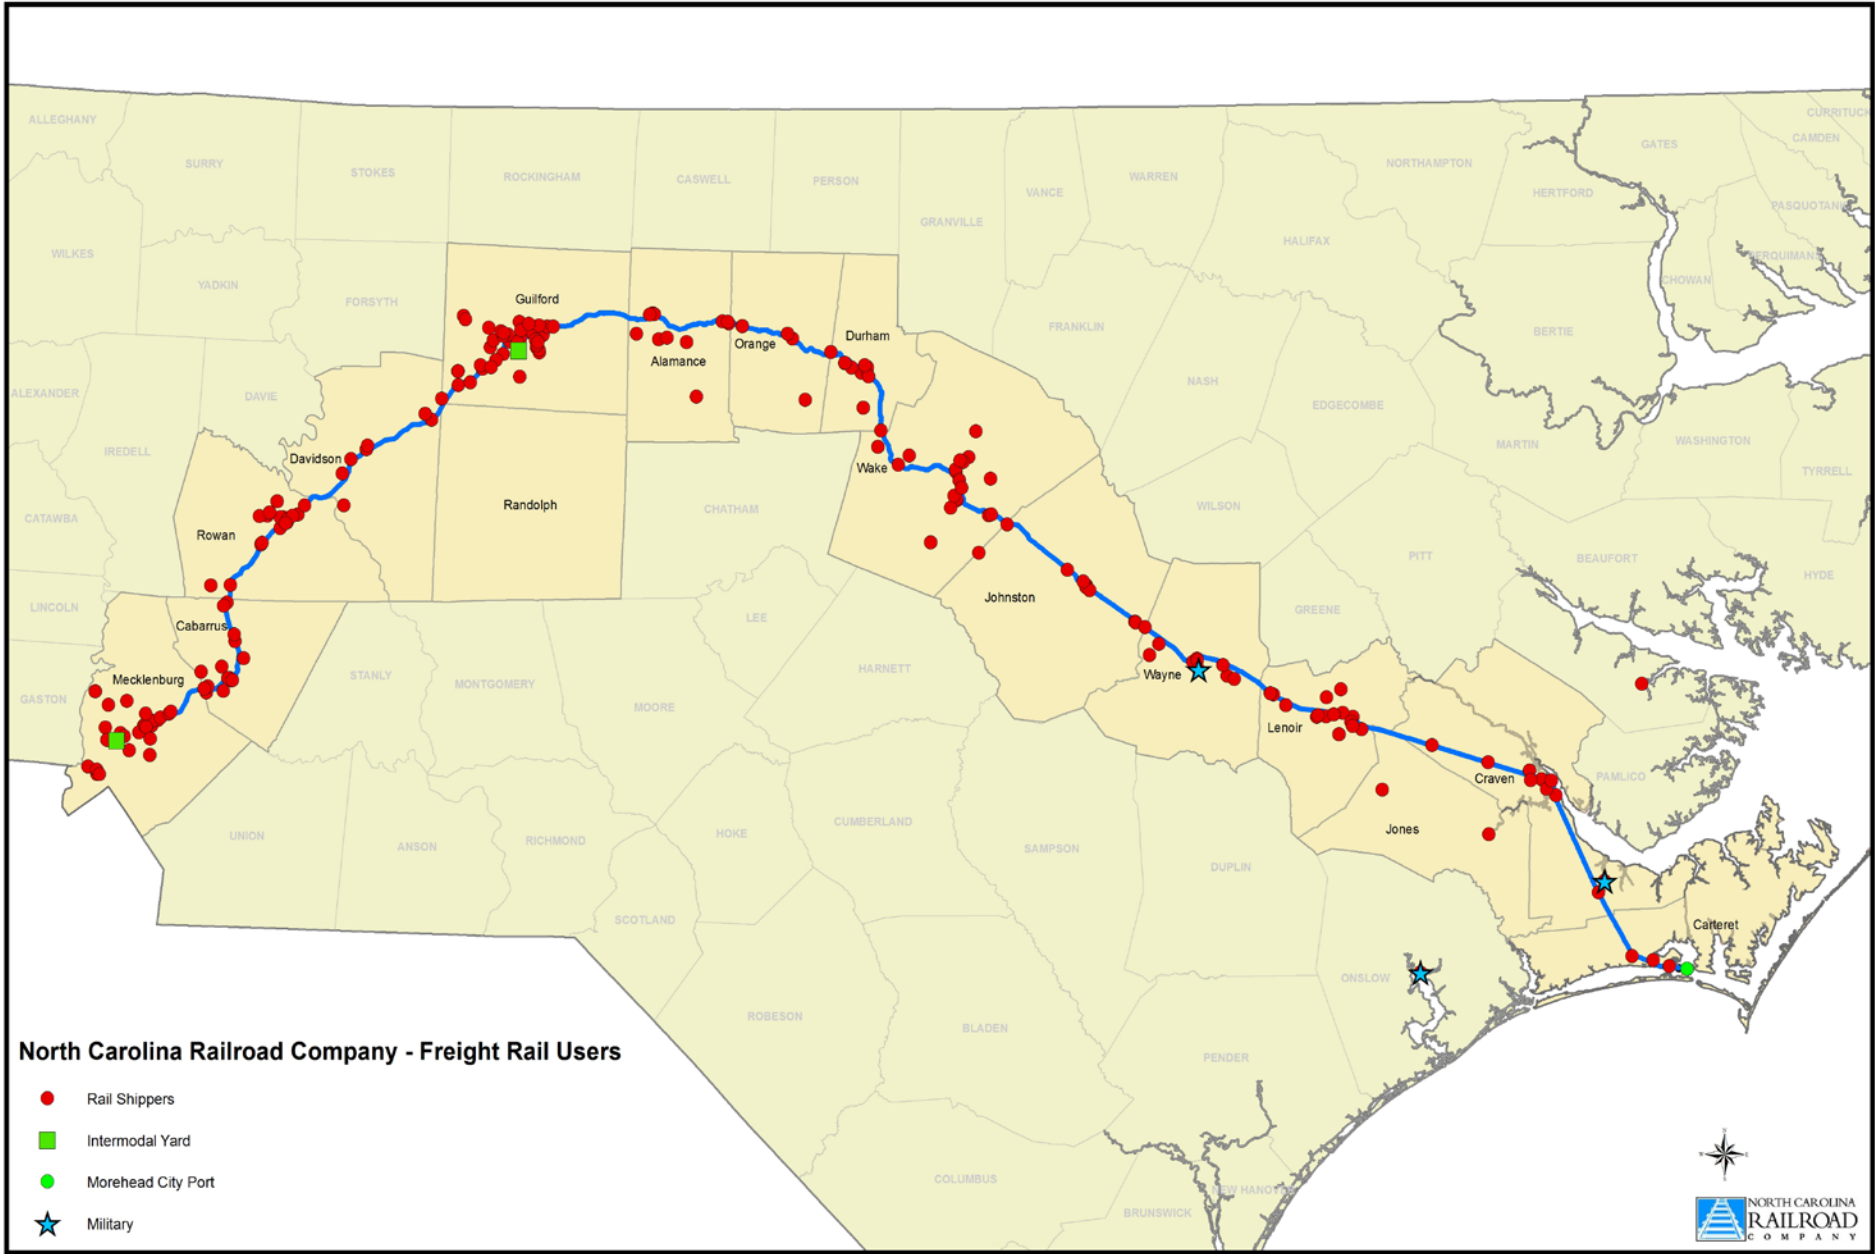 CURRITUCK
ALLEGHANY
CAMDEN
GATES
SURRY
STOKES
ROCKINGHAM
CASWELL
PERSON
VANCE
WARREN
NORTHAMPTON
HERTFORD
PASQUOTANK
GRANVILLE
HALIFAX
WILKES
PERQUIMANS
YADKIN
CHOWAN
FORSYTH
Guilford
FRANKLIN
BERTIE
Durham
Orange
Alamance
NASH
ALEXANDER
DAVIE
EDGECOMBE
MARTIN
WASHINGTON
IREDELL
Davidson
Wake
TYRRELL
Randolph
CHATHAM
WILSON
CATAWBA
Rowan
PITT
BEAUFORT
HYDE
Johnston
LINCOLN
GREENE
LEE
Cabarrus
HARNETT
STANLY
Wayne
Mecklenburg
MONTGOMERY
GASTON
MOORE
Lenoir
PAMLICO
Craven
CUMBERLAND
Jones
HOKE
UNION
RICHMOND
ANSON
SAMPSON
DUPLIN
SCOTLAND
Carteret
ONSLOW
ROBESON
BLADEN
PENDER
North Carolina Railroad Company - Freight Rail Users
Rail Shippers
Intermodal Yard
Morehead City Port
Military
COLUMBUS
NEW HANOVER
BRUNSWICK
N
W E
S
NORTH CAROLINA
RAILROAD
COMPANY